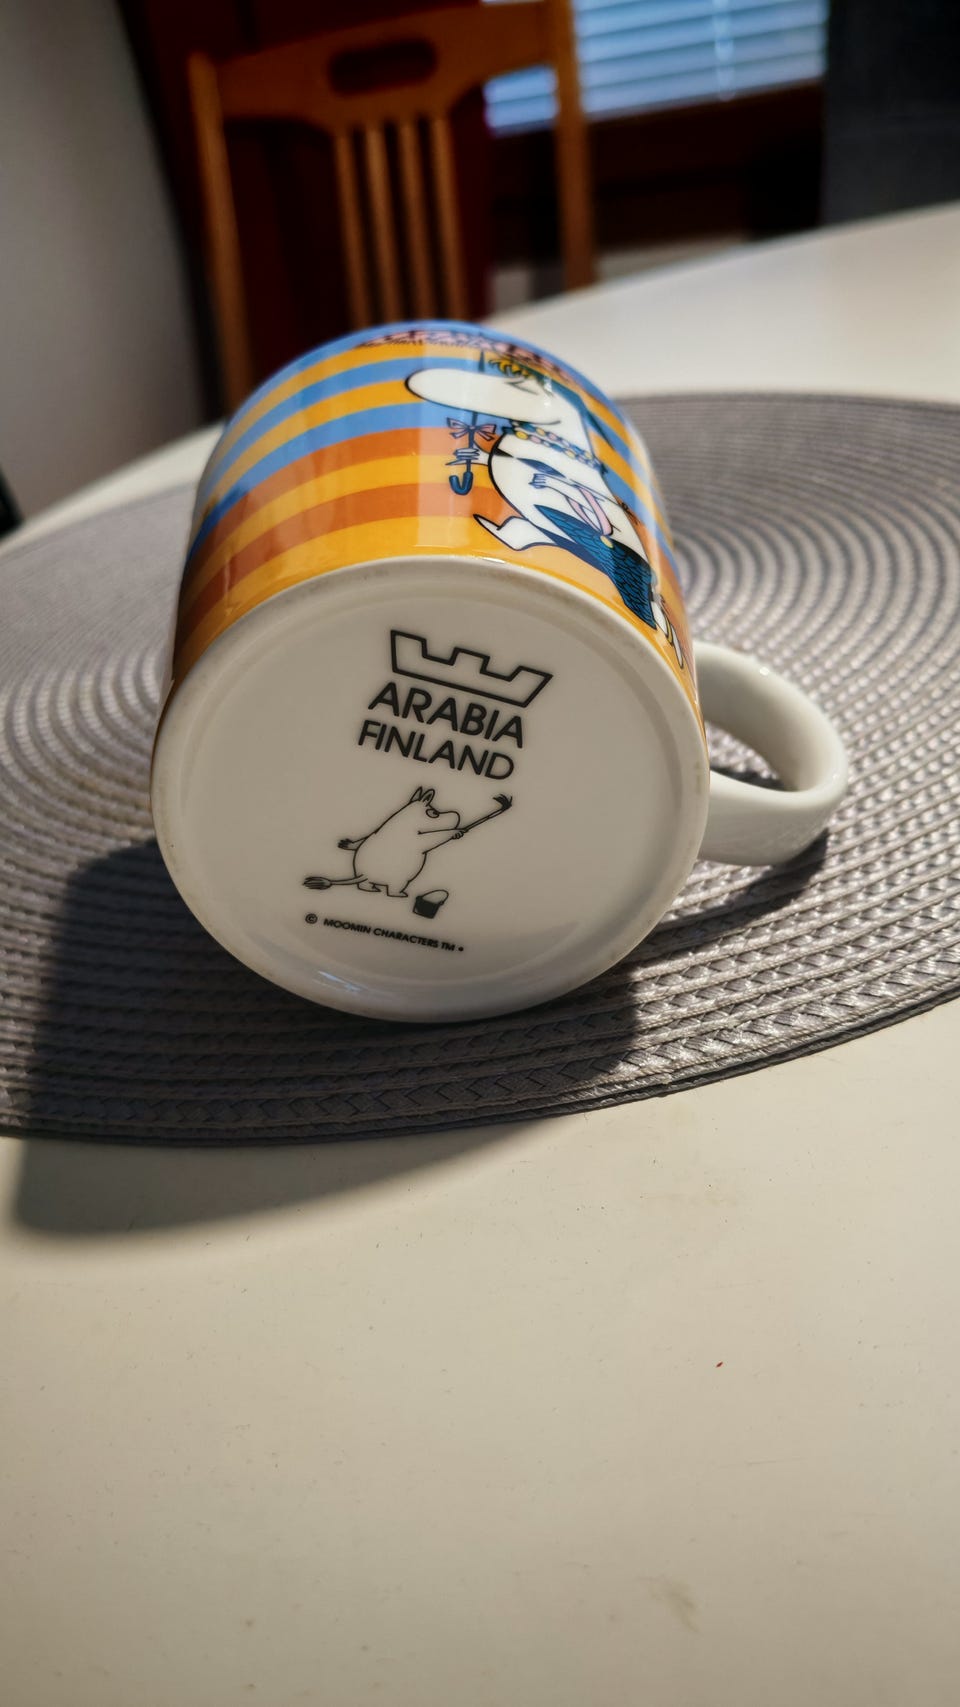 ARABIA
FINLAND
© MOOMIN CHARACTERS TM •